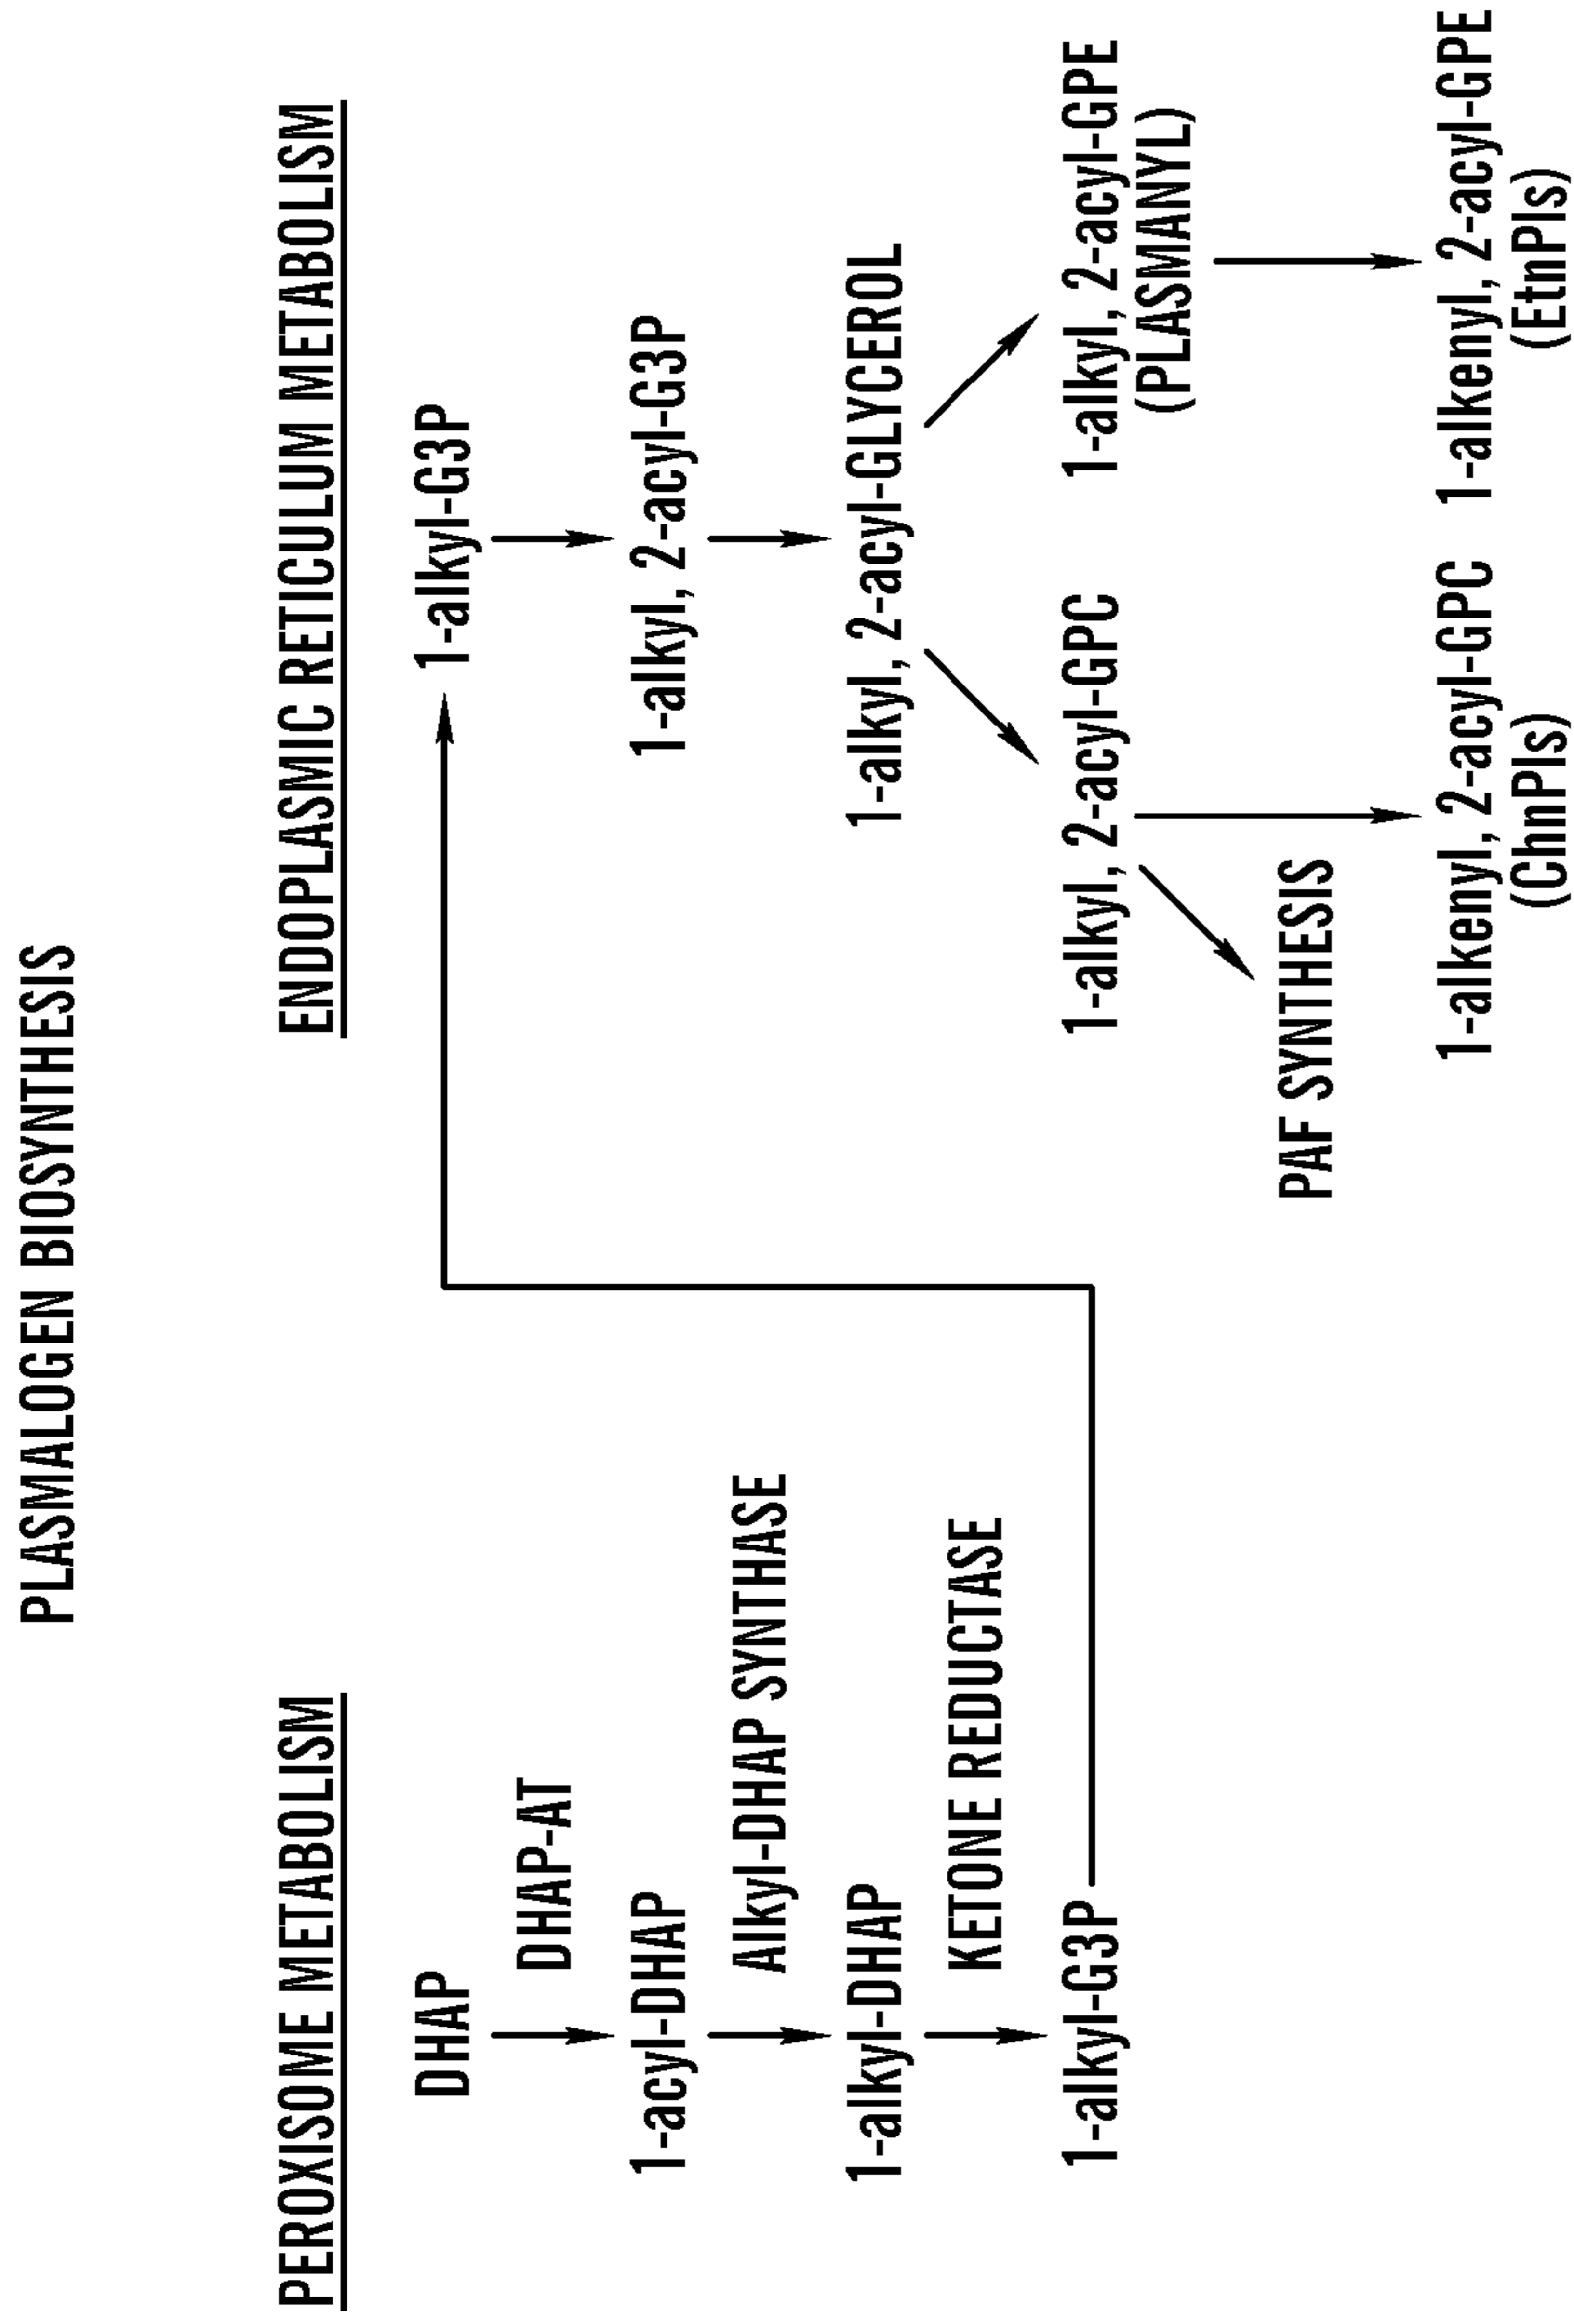 PLASMALOGEN BIOSYNTHESIS
PEROXISOME METABOLISM
DHAP
DHAP-AT
1-acyl-DHAP
Alkyl-DHAP SYNTHASE
1-alkyl-DHAP
KETONE REDUCTASE
1-alkyl-G3P
ENDOPLASMIC RETICULUM METABOLISM
1-alkyl-G3P
1-alkyl, 2-acyl-G3P
1-alkyl, 2-acyl-GLYCEROL
1-alkyl, 2-acyl-GPC
1-alkyl, 2-acyl-GPE
(PLASMANYL)
PAF SYNTHESIS
1-alkenyl, 2-acyl-GPC
(ChnPls)
1-alkenyl, 2-acyl-GPE
(EtnPls)